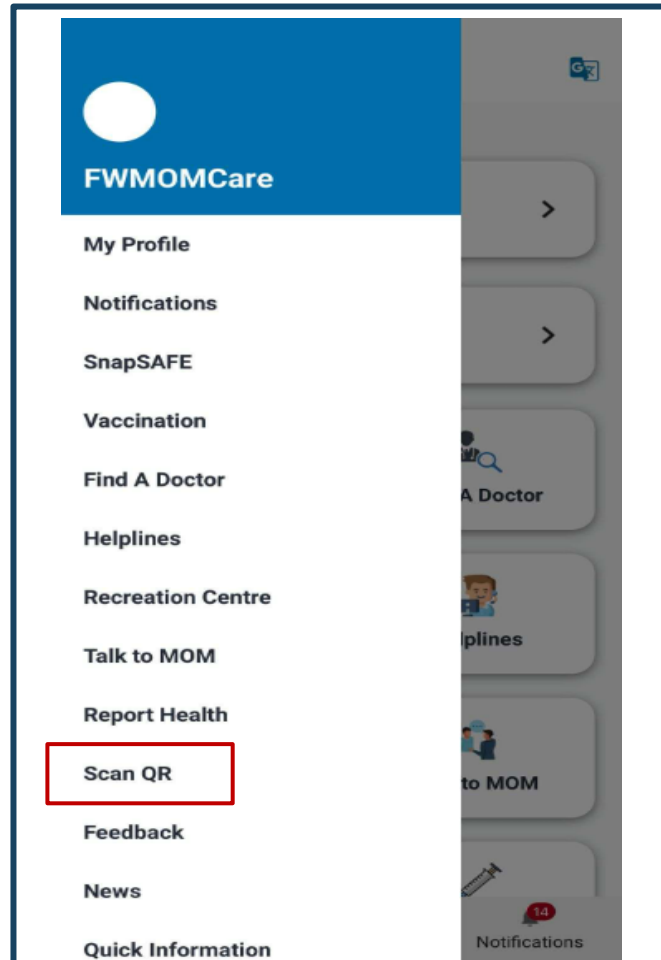 FWMOMCare
My Profile
Notifications
SnapSAFE
Vaccination
Find A Doctor
Helplines
Recreation Centre
Talk to MOM
Report Health
Scan QR
Feedback
News
Quick Information
A Doctor
lplines
to MOM
14
Notifications